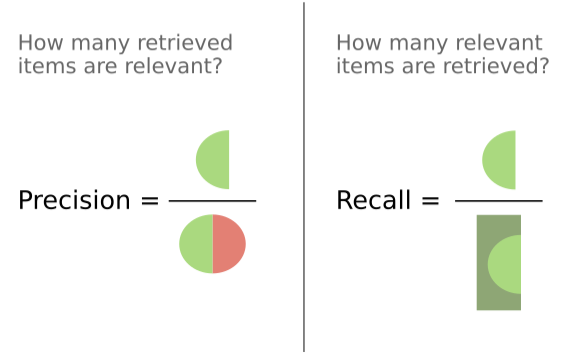 How many retrieved
items are relevant?
Precision =
How many relevant
items are retrieved?
Recall =